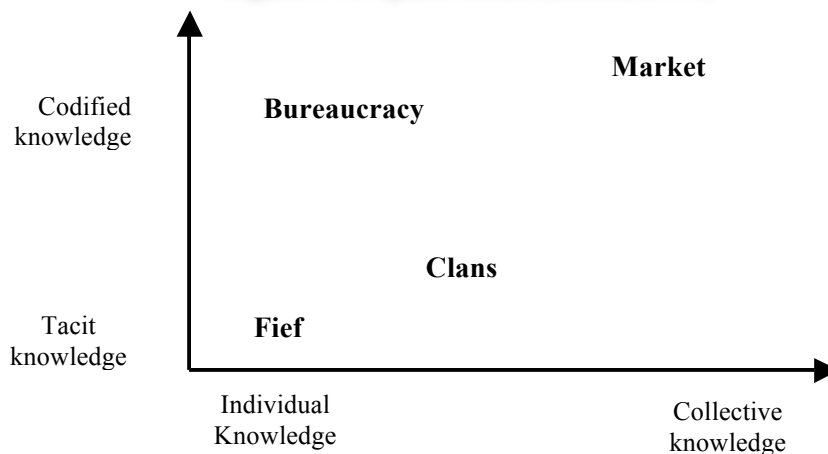 Market
Codified
knowledge
Bureaucracy
Clans
Tacit
knowledge
Fief
Individual
Knowledge
Collective
knowledge